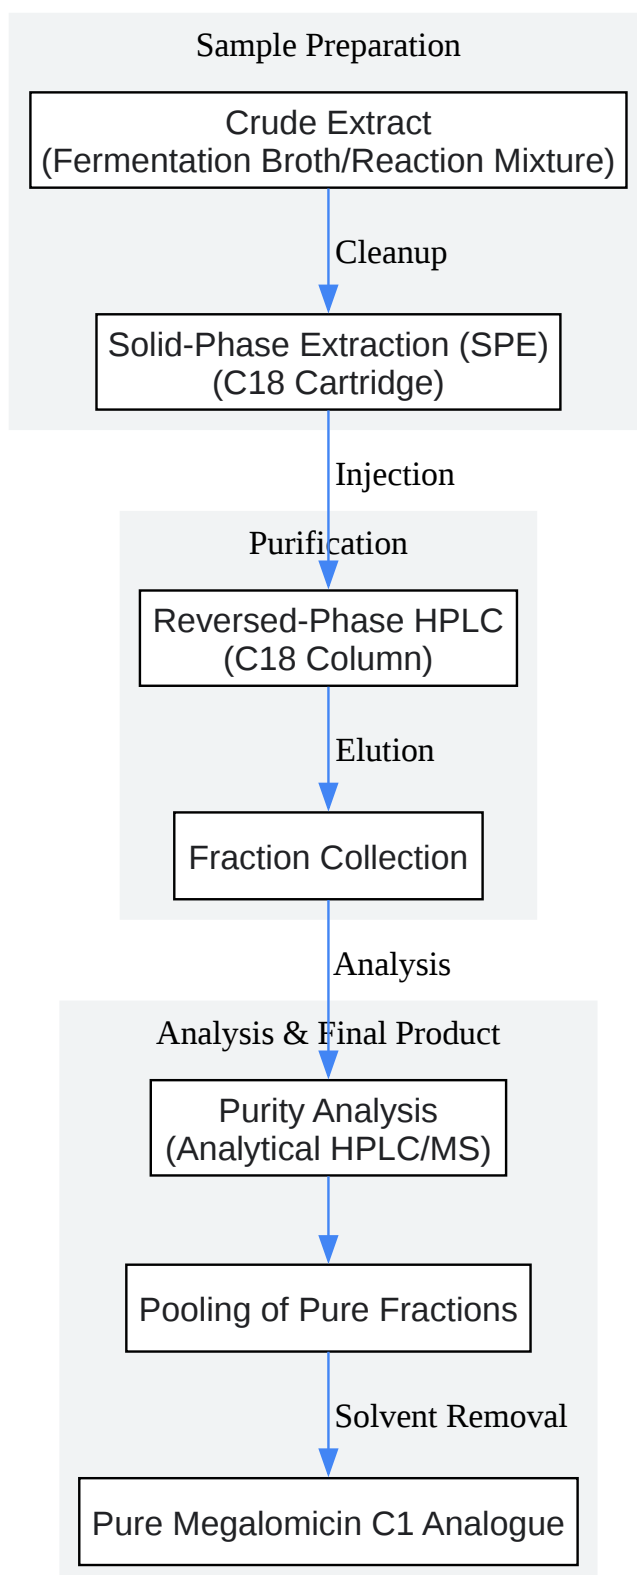 Sample Preparation
Crude Extract
(Fermentation Broth/Reaction Mixture)
Cleanup
Solid-Phase Extraction (SPE)
(C18 Cartridge)
Injection
Purification
Reversed-Phase HPLC
(C18 Column)
Elution
Fraction Collection
Analysis
Analysis & Final Product
Purity Analysis
(Analytical HPLC/MS)
Pooling of Pure Fractions
Solvent Removal
Pure Megalomicin C1 Analogue